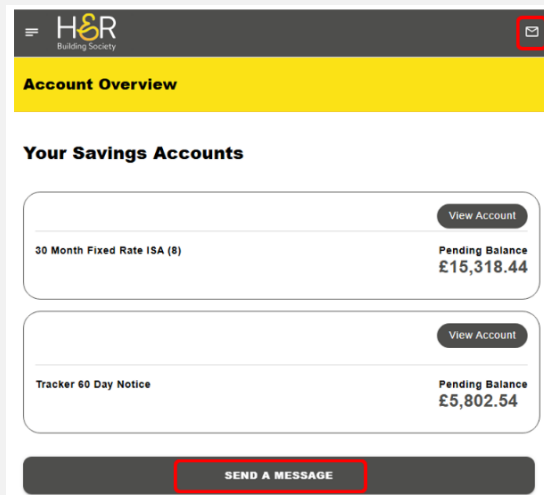 H&R
Building Society
Account Overview
Your Savings Accounts
View Account
30 Month Fixed Rate ISA (8)
Pending Balance
£15,318.44
View Account
Tracker 60 Day Notice
Pending Balance
£5,802.54
SEND A MESSAGE